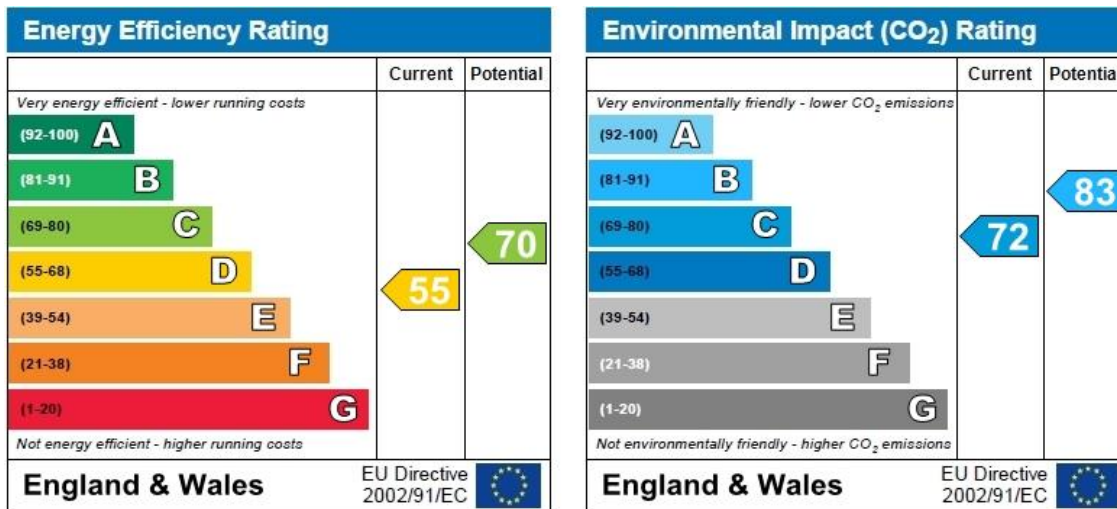 Energy Efficiency Rating
Current Potential
Very energy efficient - lower running costs
(92-100) A
(81-91) B
(69-80) C
(55-68) D
(39-54) E
(21-38) F
(1-20) G
55
70
Not energy efficient - higher running costs
England & Wales
EU Directive
2002/91/EC
Environmental Impact (CO₂) Rating
Current Potential
Very environmentally friendly - lower CO₂ emissions
(92-100) A
(81-91) B
(69-80) C
(55-68) D
(39-54) E
(21-38) F
(1-20) G
72
83
Not environmentally friendly - higher CO₂ emissions
England & Wales
EU Directive
2002/91/EC